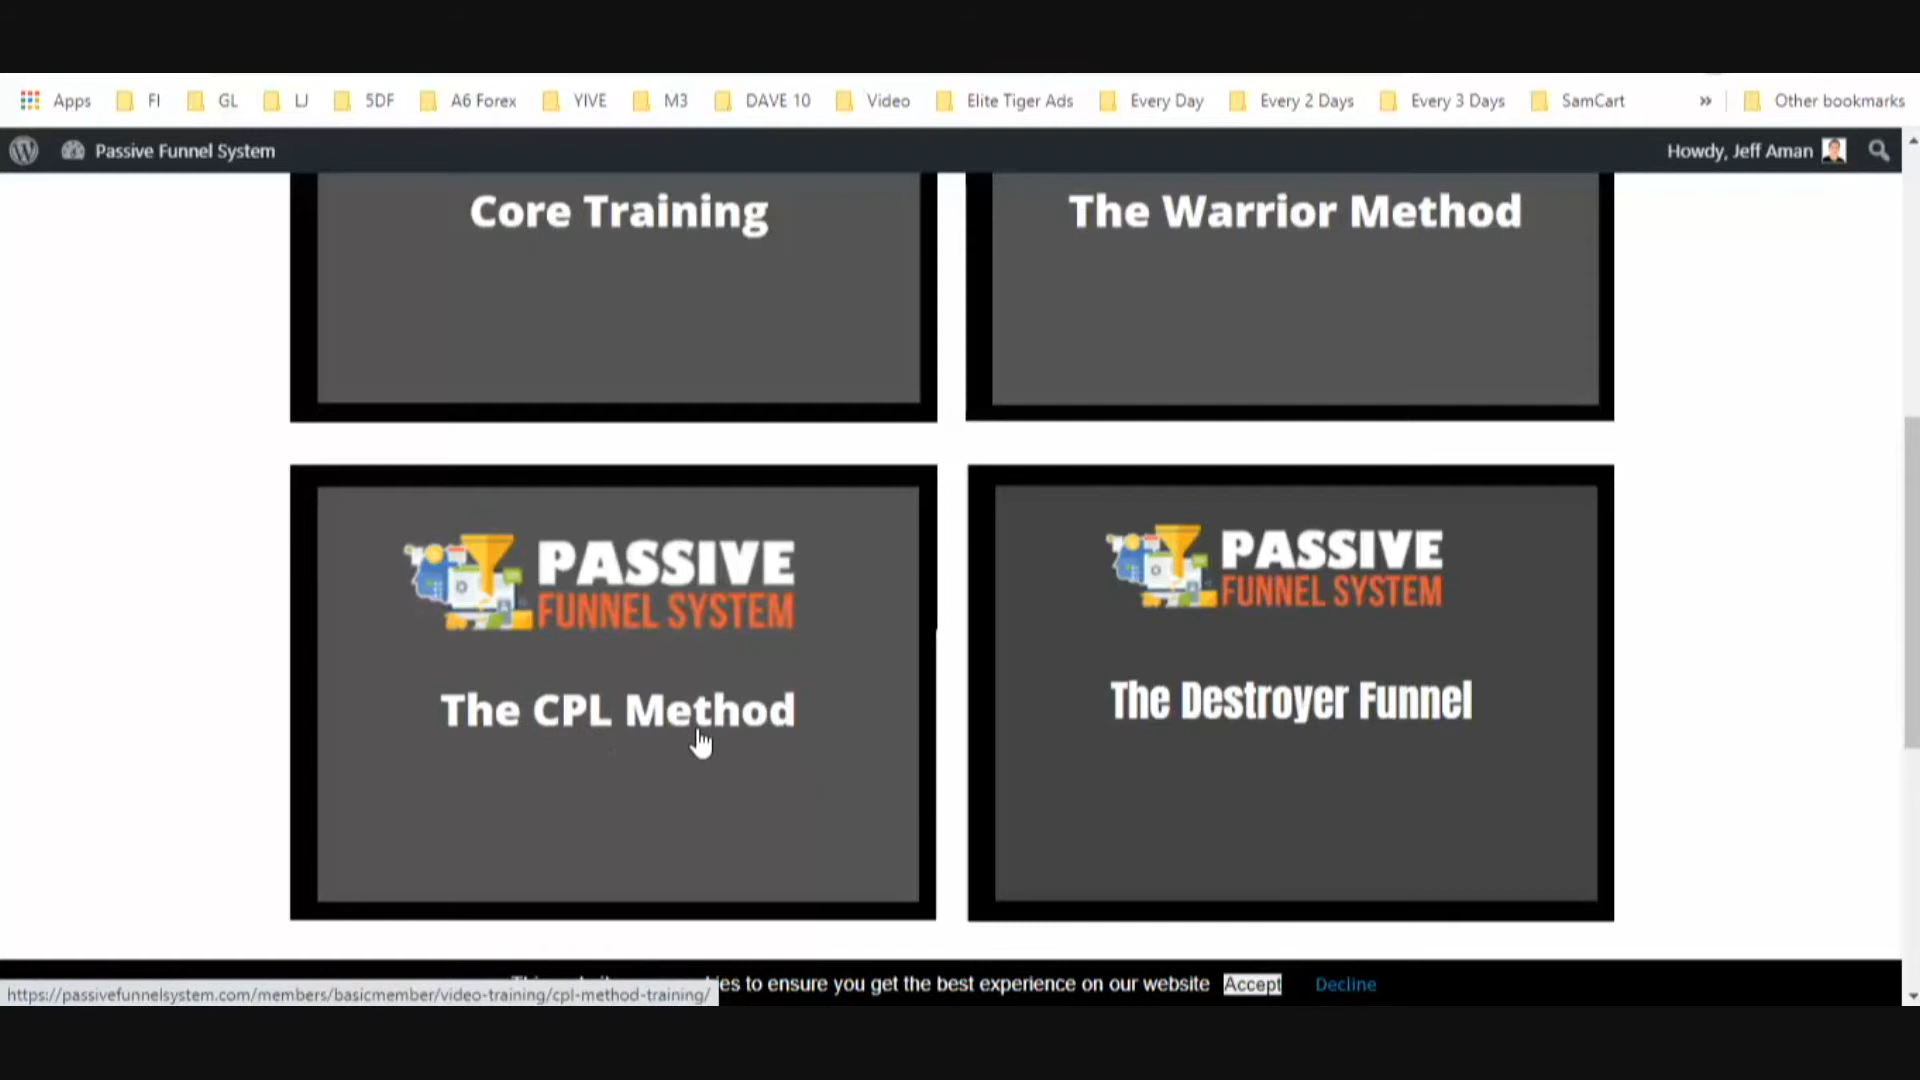 Apps FI GL LJ 5DF A6 Forex YIVE M3 DAVE 10 Video Elite Tiger Ads Every Day Every 2 Days Every 3 Days SamCart » Other bookmarks
Passive Funnel System Howdy, Jeff Aman
Core Training
The Warrior Method
PASSIVE
FUNNEL SYSTEM
The CPL Method
PASSIVE
FUNNEL SYSTEM
The Destroyer Funnel
to ensure you get the best experience on our website Accept Decline
https://passivefunnelsystem.com/members/basicmember/video-training/cpl-method-training/